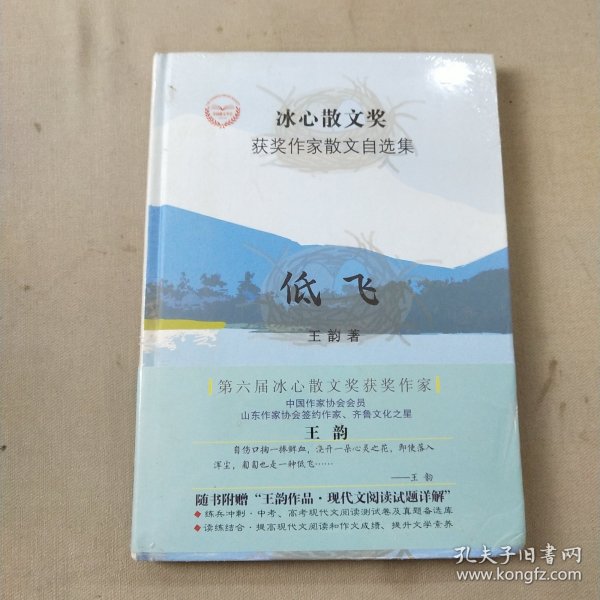 冰心散文奖
获奖作家散文自选集
低飞
王韵著
第六届冰心散文奖获奖作家
中国作家协会会员
山东作家协会签约作家、齐鲁文化之星
王韵
自伤口掬一捧鲜血，浇开一朵心灵之花，即使落入
浑尘，匍匐也是一种低飞……
——王韵
随书附赠“王韵作品·现代文阅读试题详解”
◆练兵冲刺·中考、高考现代文阅读测试卷及真题备选库
◆读练结合·提高现代文阅读和作文成绩、提升文学素养
孔夫子旧书网
www.kongfz.com